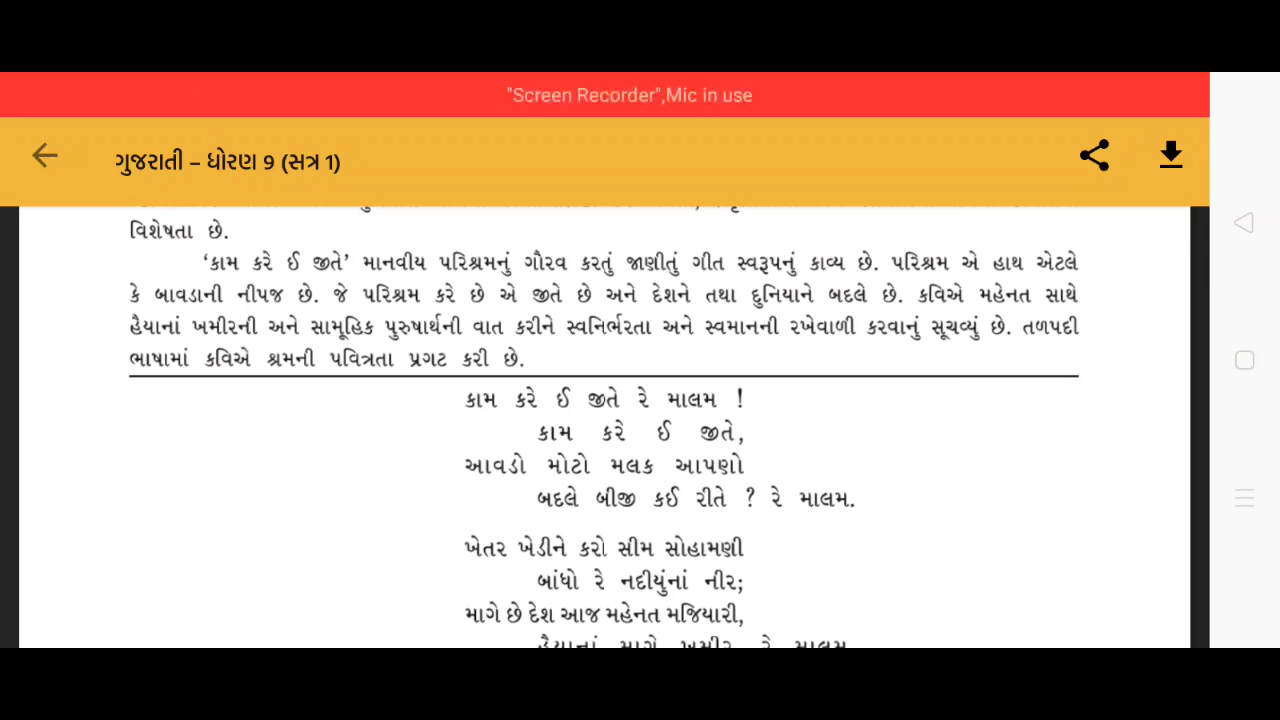 "Screen Recorder",Mic in use
ગુજરાતી – ધોરણ 9 (સત્ર 1)
વિશેષતા છે.
‘કામ કરે ઈ જીતે’ માનવીય પરિશ્રમનું ગૌરવ કરતું જાણીતું ગીત સ્વરૂપનું કાવ્ય છે. પરિશ્રમ એ હાથ એટલે
કે બાવડાની નીપજ છે. જે પરિશ્રમ કરે છે એ જીતે છે અને દેશને તથા દુનિયાને બદલે છે. કવિએ મહેનત સાથે
હૈયાનાં ખમીરની અને સામૂહિક પુરુષાર્થની વાત કરીને સ્વનિર્ભરતા અને સ્વમાનની રખેવાળી કરવાનું સૂચવ્યું છે. તળપદી
ભાષામાં કવિએ શ્રમની પવિત્રતા પ્રગટ કરી છે.
કામ કરે ઈ જીતે રે માલમ !
કામ કરે ઈ જીતે,
આવડો મોટો મલક આપણો
બદલે બીજી કઈ રીતે ? રે માલમ.
ખેતર ખેડીને કરો સીમ સોહામણી
બાંધો રે નદીયુંનાં નીર;
માગે છે દેશ આજ મહેનત મજિયારી,
હૈયાનાં માગે ખમીર રે માલમ